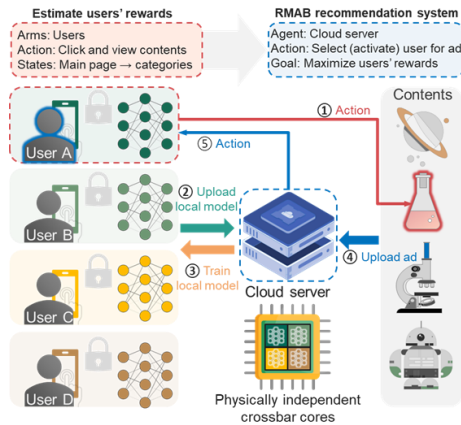 Estimate users' rewards
RMAB recommendation system
Arms: Users
Action: Click and view contents
States: Main page → categories
Agent: Cloud server
Action: Select (activate) user for ad
Goal: Maximize users' rewards
① Action
Contents
⑤ Action
User A
② Upload
local model
User B
④ Upload ad
③ Train
local model
Cloud server
User C
User D
Physically independent
crossbar cores